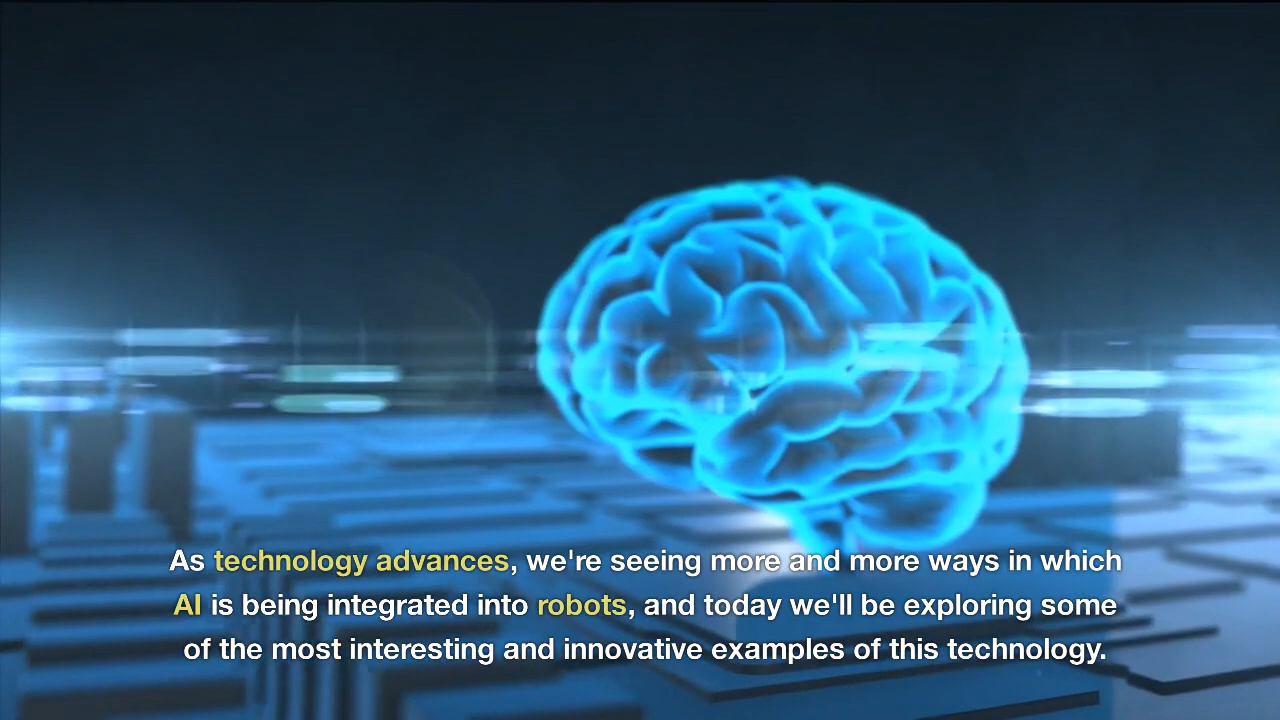 As technology advances, we're seeing more and more ways in which
AI is being integrated into robots, and today we'll be exploring some
of the most interesting and innovative examples of this technology.